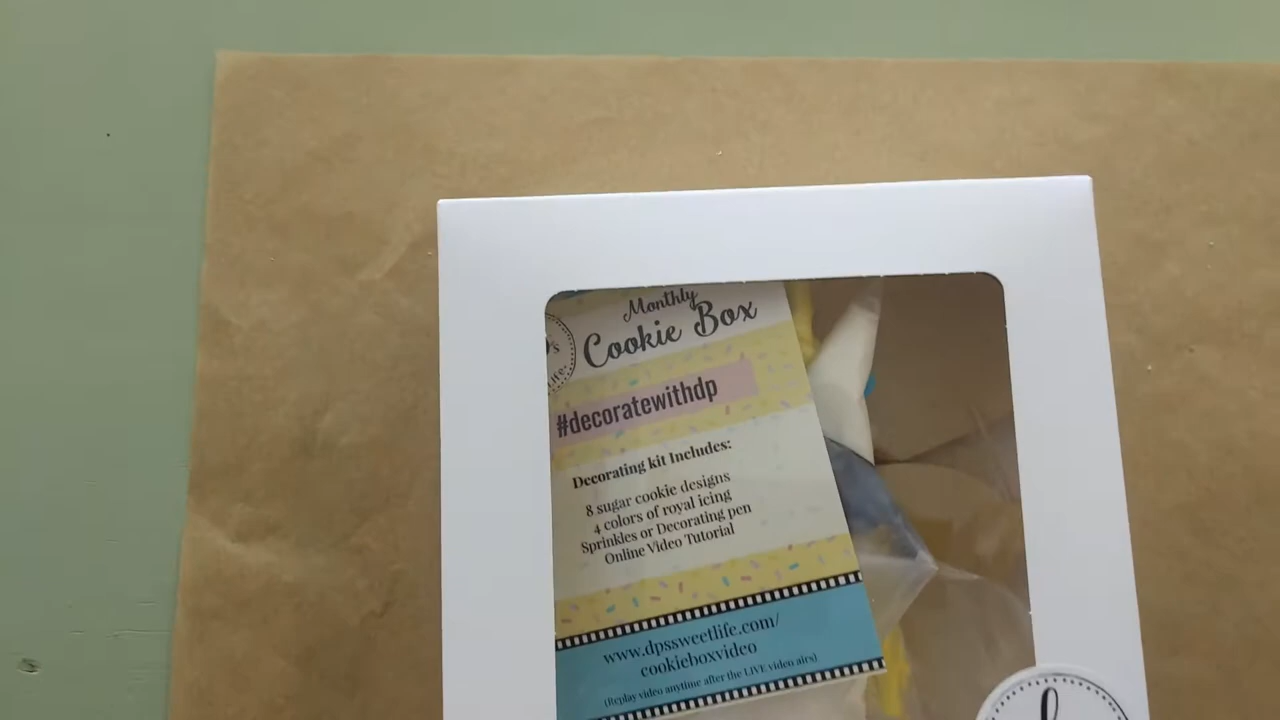 Monthly
Cookie Box
#decoratewithdp
Decorating kit Includes:
8 sugar cookie designs
4 colors of royal icing
Sprinkles or Decorating pen
Online Video Tutorial
www.dpssweetlife.com/
cookieboxvideo
(Replay video anytime after the LIVE video airs)